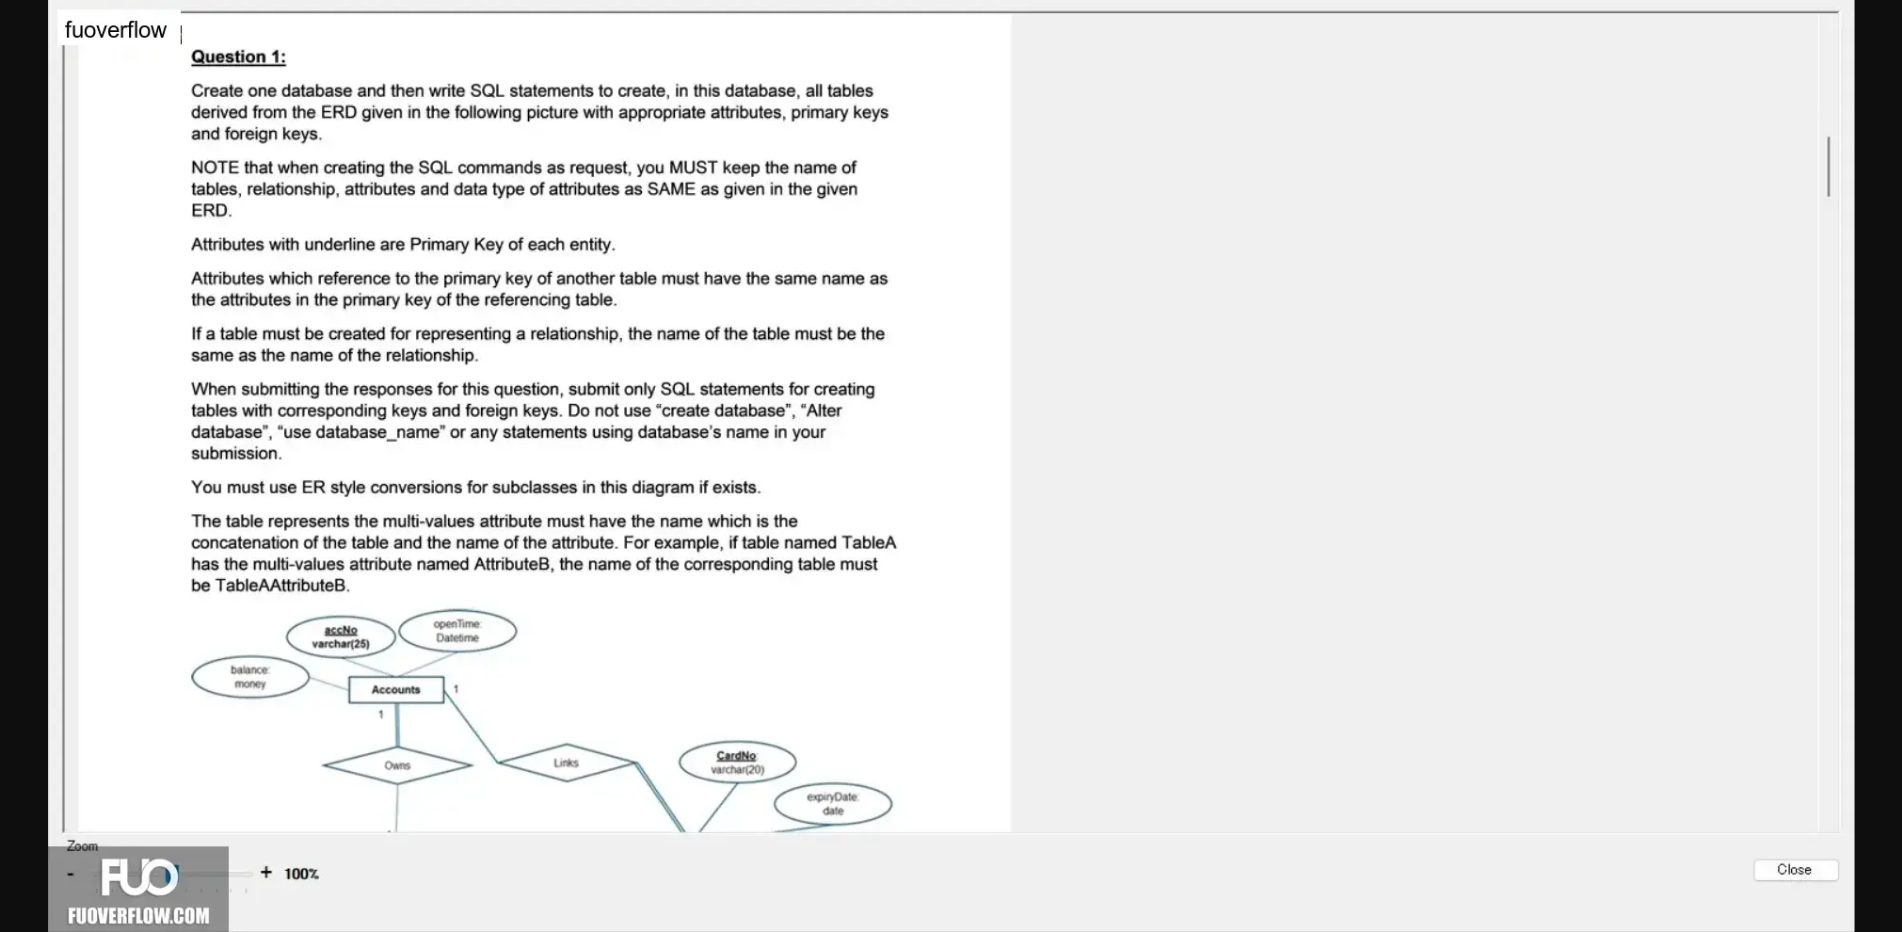 fuoverflow
Question 1:
Create one database and then write SQL statements to create, in this database, all tables
derived from the ERD given in the following picture with appropriate attributes, primary keys
and foreign keys.
NOTE that when creating the SQL commands as request, you MUST keep the name of
tables, relationship, attributes and data type of attributes as SAME as given in the given
ERD.
Attributes with underline are Primary Key of each entity.
Attributes which reference to the primary key of another table must have the same name as
the attributes in the primary key of the referencing table.
If a table must be created for representing a relationship, the name of the table must be the
same as the name of the relationship.
When submitting the responses for this question, submit only SQL statements for creating
tables with corresponding keys and foreign keys. Do not use “create database”, “Alter
database”, “use database_name” or any statements using database’s name in your
submission.
You must use ER style conversions for subclasses in this diagram if exists.
The table represents the multi-values attribute must have the name which is the
concatenation of the table and the name of the attribute. For example, if table named TableA
has the multi-values attribute named AttributeB, the name of the corresponding table must
be TableAAttributeB.
accNo
varchar(25)
openTime:
Datetime
balance:
money
Accounts
1
1
Owns
Links
CardNo:
varchar(20)
expiryDate:
date
Zoom
- + 100%
Close
FUO
FUOVERFLOW.COM